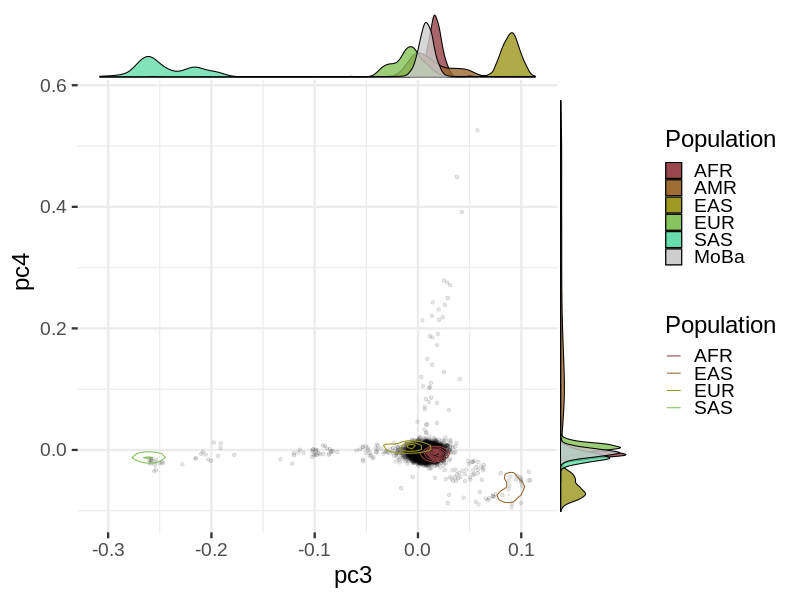 0.6
0.4
0.2
0.0
pc4
-0.3
-0.2
-0.1
0.0
0.1
pc3
Population
AFR
AMR
EAS
EUR
SAS
MoBa
Population
AFR
EAS
EUR
SAS